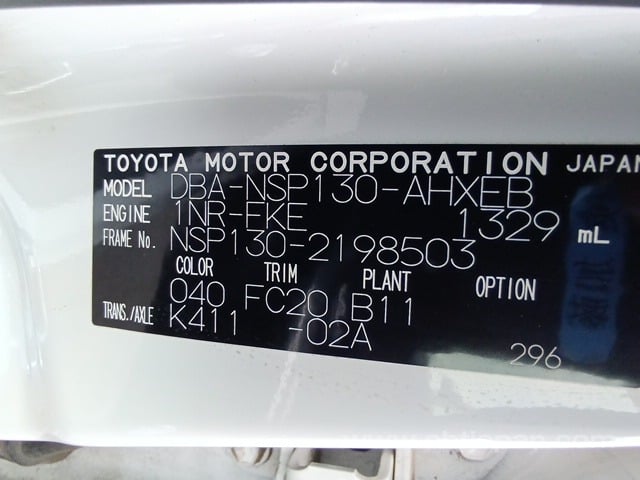 TOYOTA MOTOR CORPORATION JAPAN
MODEL DBA-NSP130-AHXEB
ENGINE 1NR-FKE 1329 mL
FRAME No. NSP130-2198503
COLOR TRIM PLANT OPTION
040 FC20 B11
TRANS./AXLE K411 -02A
296